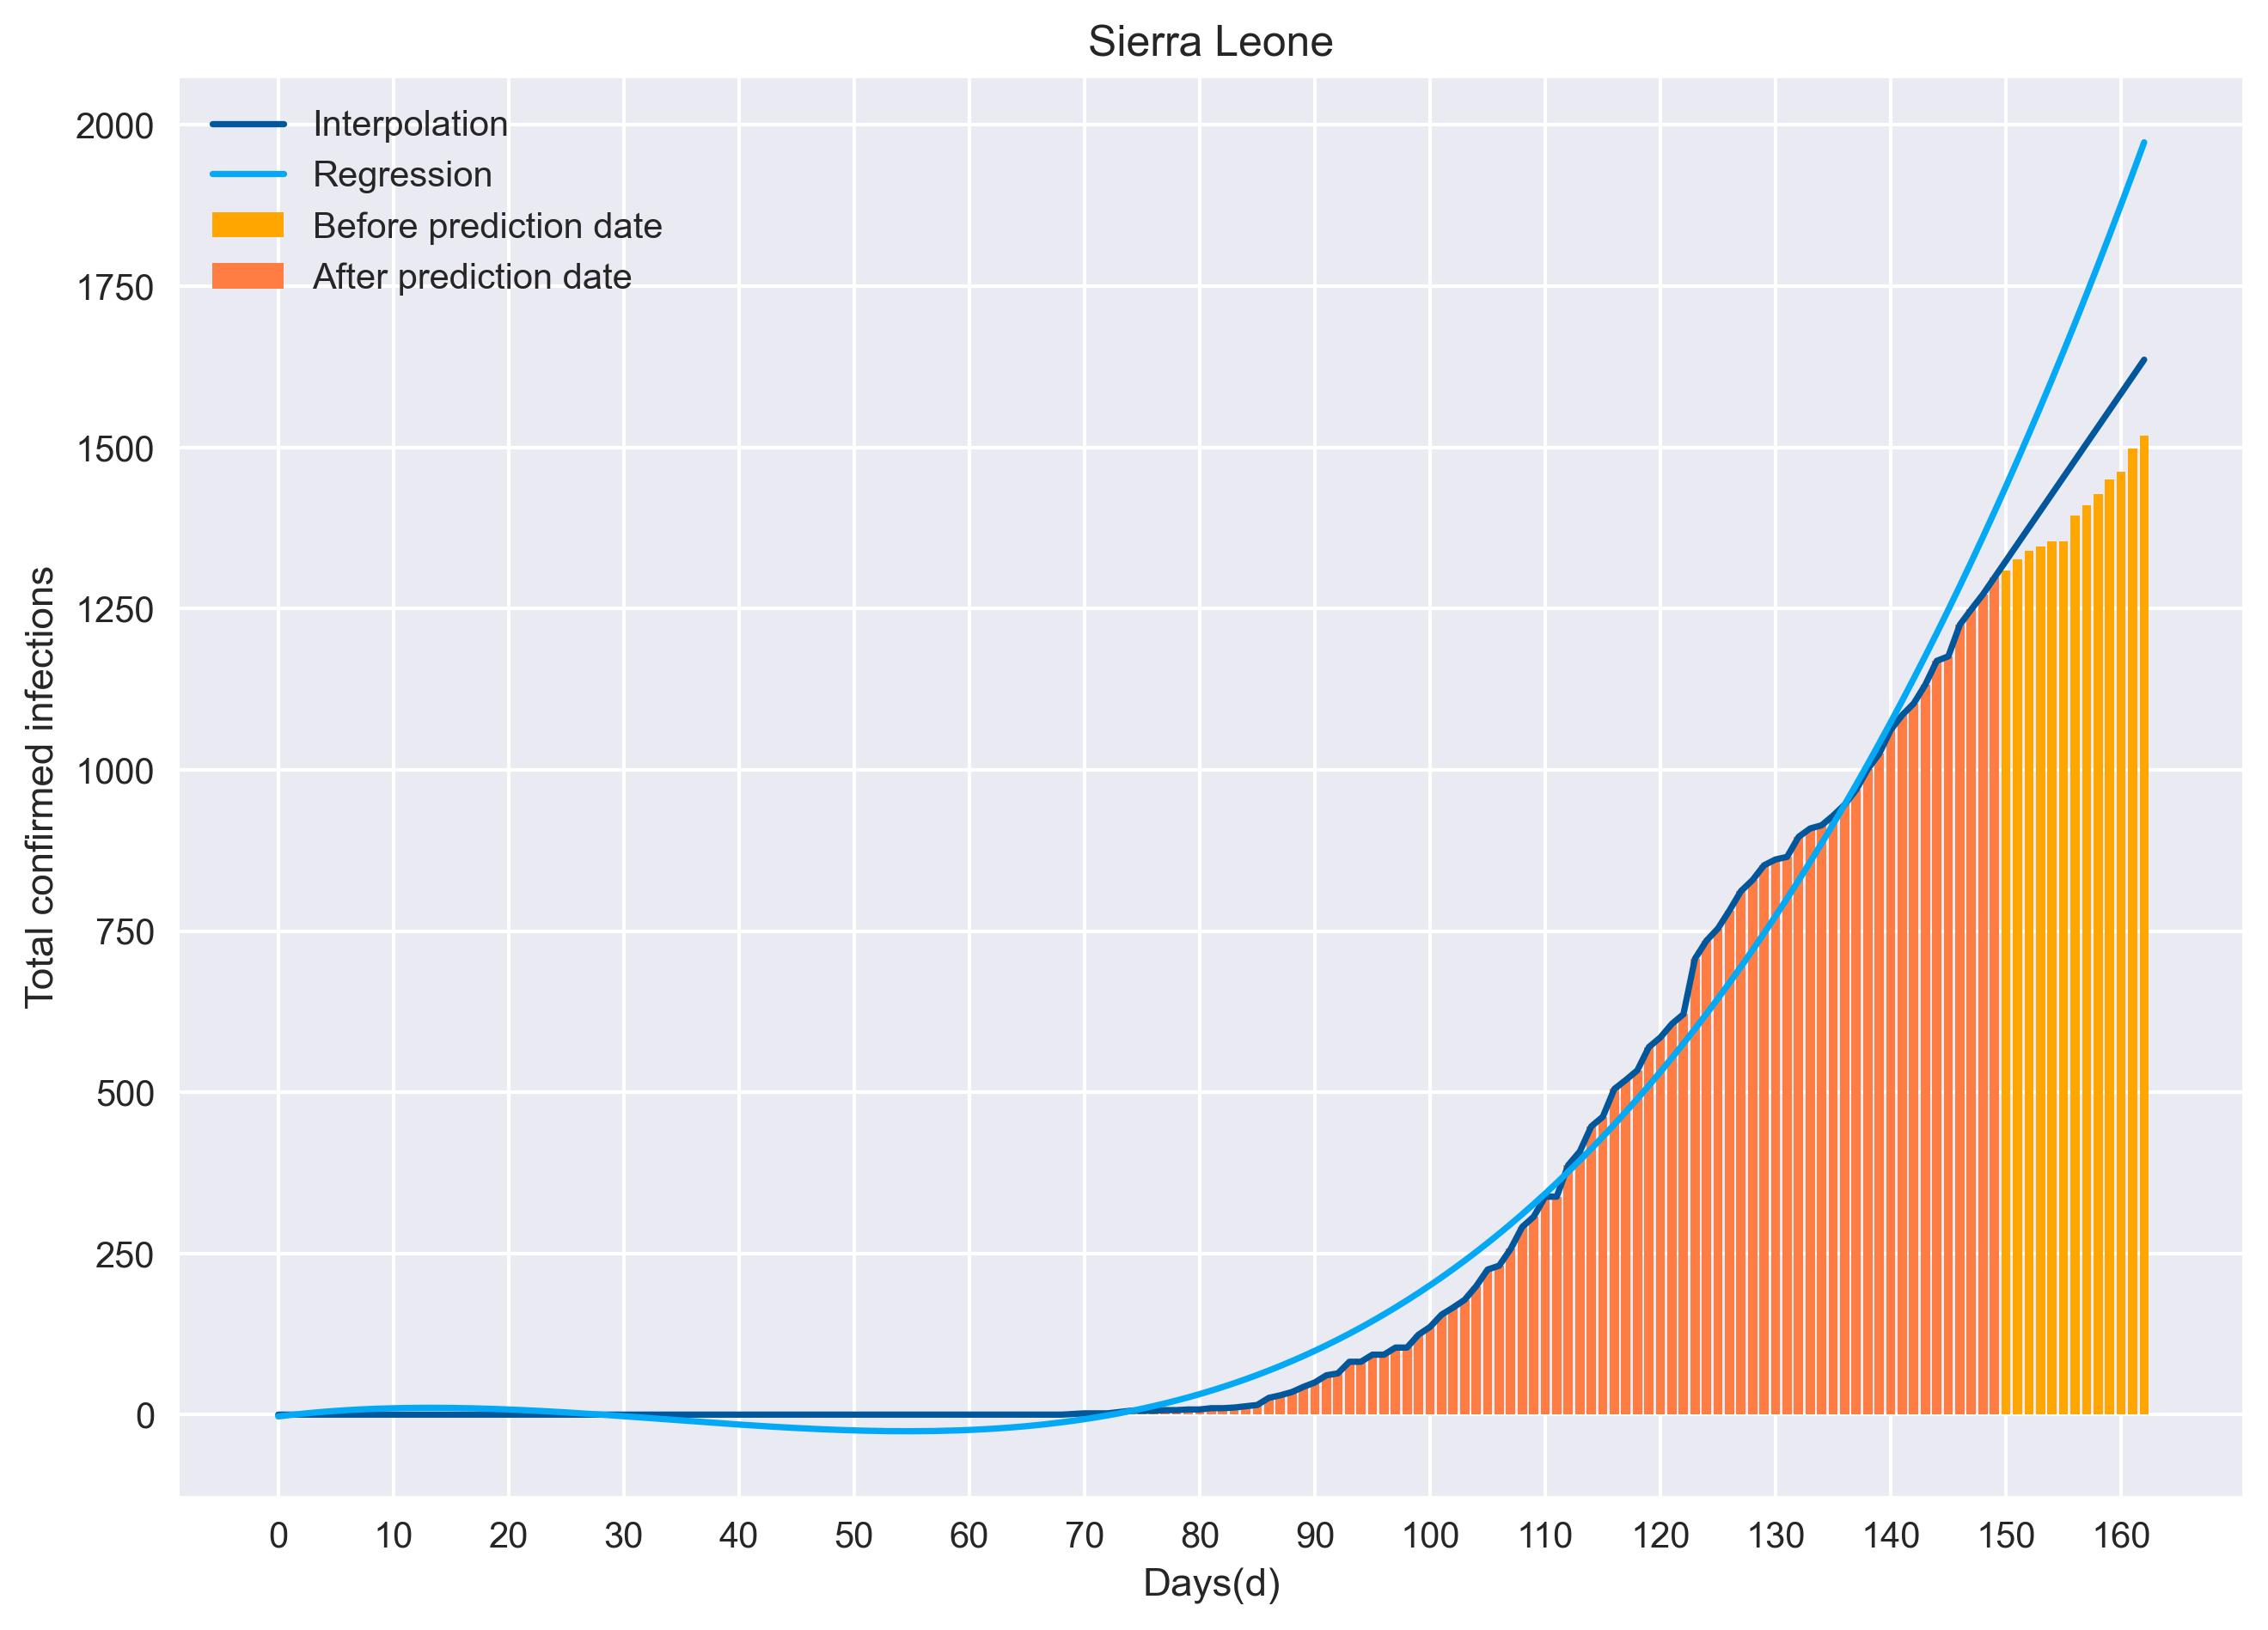 Sierra Leone
Interpolation
Regression
Before prediction date
After prediction date
2000
1750
1500
1250
1000
750
500
250
0
Total confirmed infections
0 10 20 30 40 50 60 70 80 90 100 110 120 130 140 150 160
Days(d)